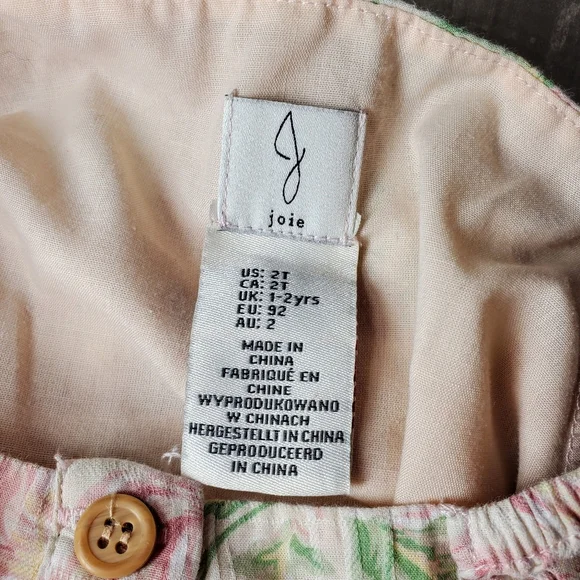 J
joie
US: 2T
CA: 2T
UK: 1-2yrs
EU: 92
AU: 2
MADE IN
CHINA
FABRIQUÉ EN
CHINE
WYPRODUKOWANO
W CHINACH
HERGESTELLT IN CHINA
GEPRODUCEERD
IN CHINA